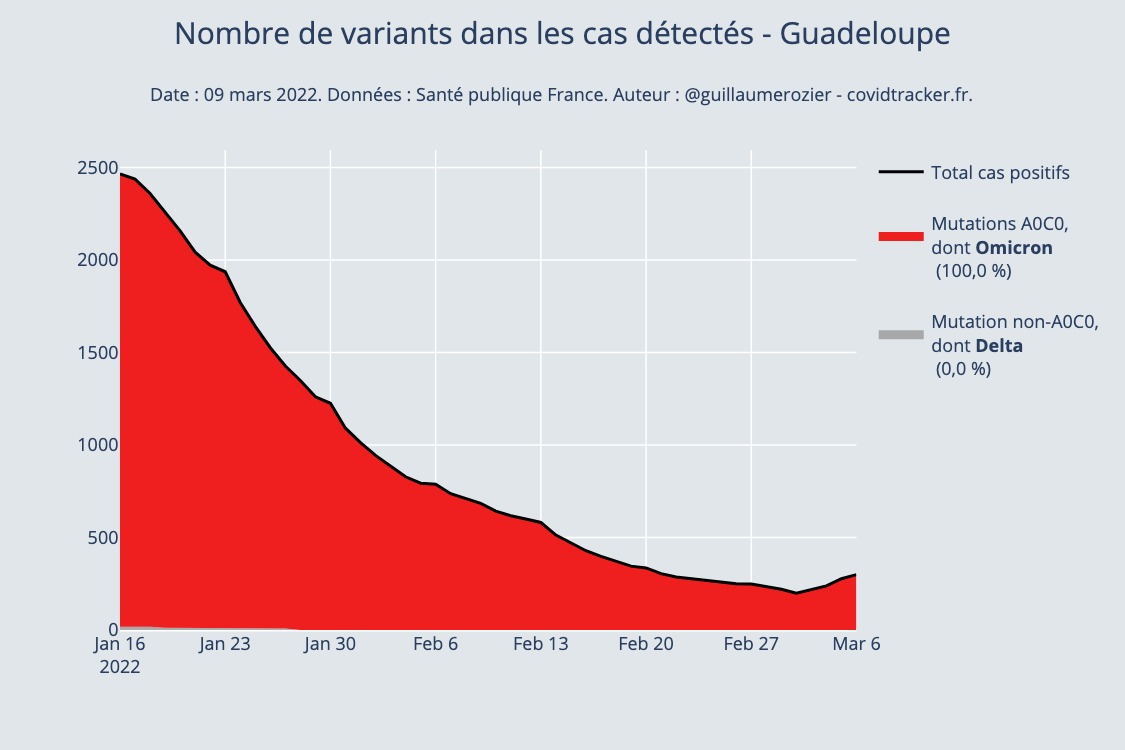 Nombre de variants dans les cas détectés - Guadeloupe
Date : 09 mars 2022. Données : Santé publique France. Auteur : @guillaumerozier - covidtracker.fr.
2500
2000
1500
1000
500
0
Jan 16
2022
Jan 23
Jan 30
Feb 6
Feb 13
Feb 20
Feb 27
Mar 6
Total cas positifs
Mutations A0C0,
dont Omicron
(100,0 %)
Mutation non-A0C0,
dont Delta
(0,0 %)